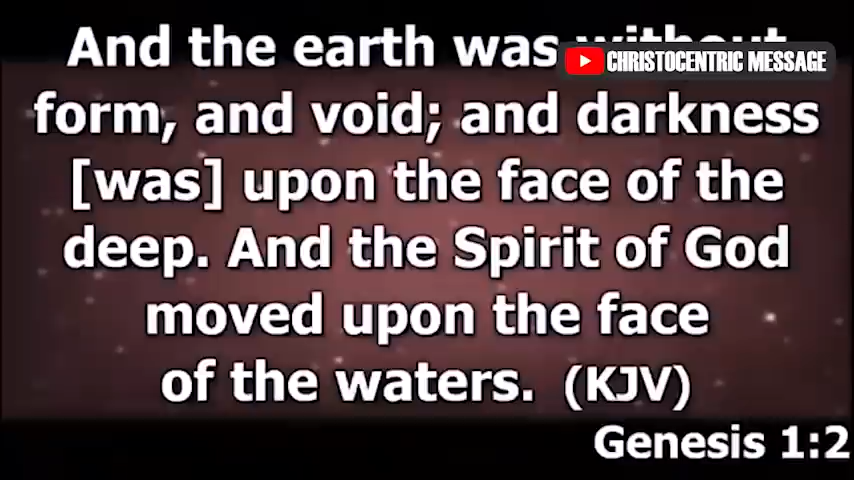 And the earth was without
CHRISTOCENTRIC MESSAGE
form, and void; and darkness
[was] upon the face of the
deep. And the Spirit of God
moved upon the face
of the waters. (KJV)
Genesis 1:2